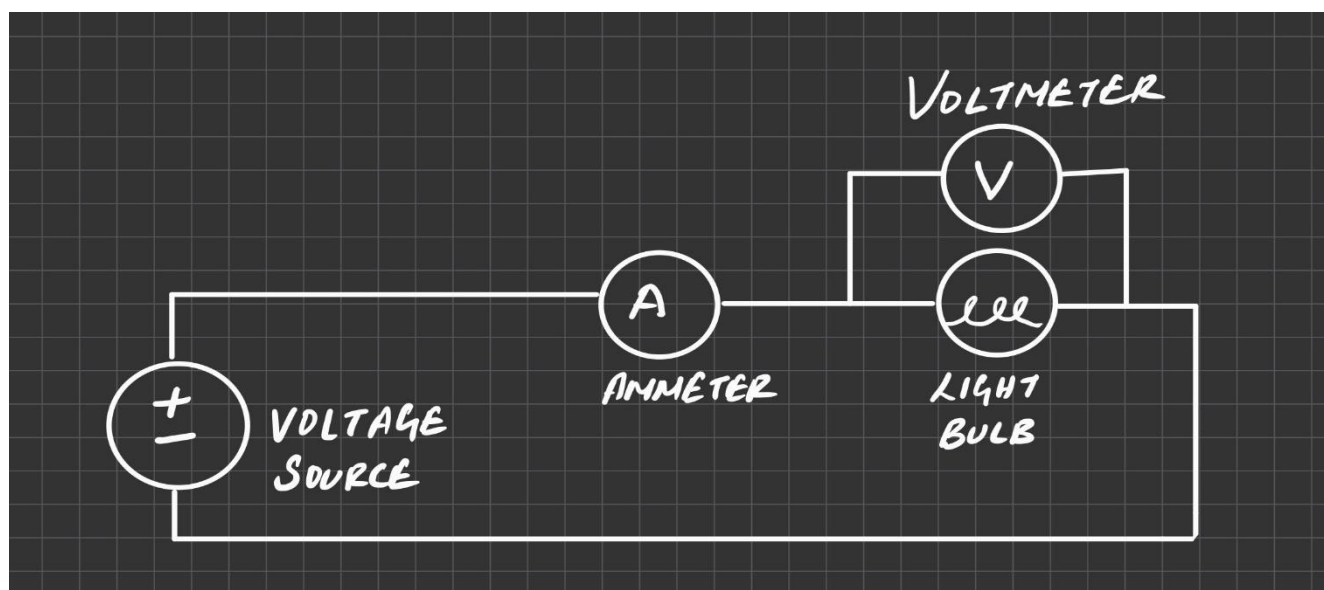 VOLTMETER
V
A
AMMETER
LIGHT
BULB
+
−
VOLTAGE
SOURCE